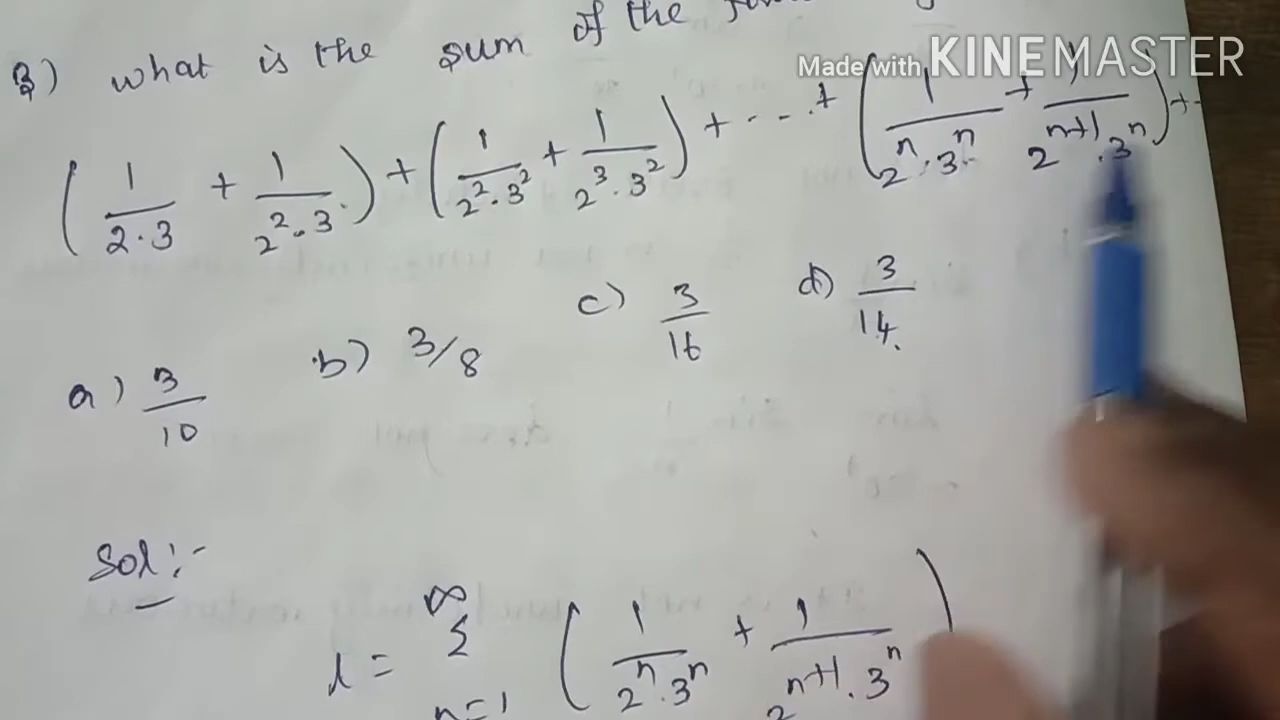 3) what is the sum of the
Made with KINEMASTER
(1/2·3 + 1/2²·3) + (1/2²·3² + 1/2³·3²) + - - - · + (1/2ⁿ·3ⁿ + 1/2ⁿ⁺¹·3ⁿ) + -
a) 3/10 b) 3/8 c) 3/16 d) 3/14.
Sol:-
∞
Σ (1/2ⁿ·3ⁿ + 1/2ⁿ⁺¹·3ⁿ)
n=1